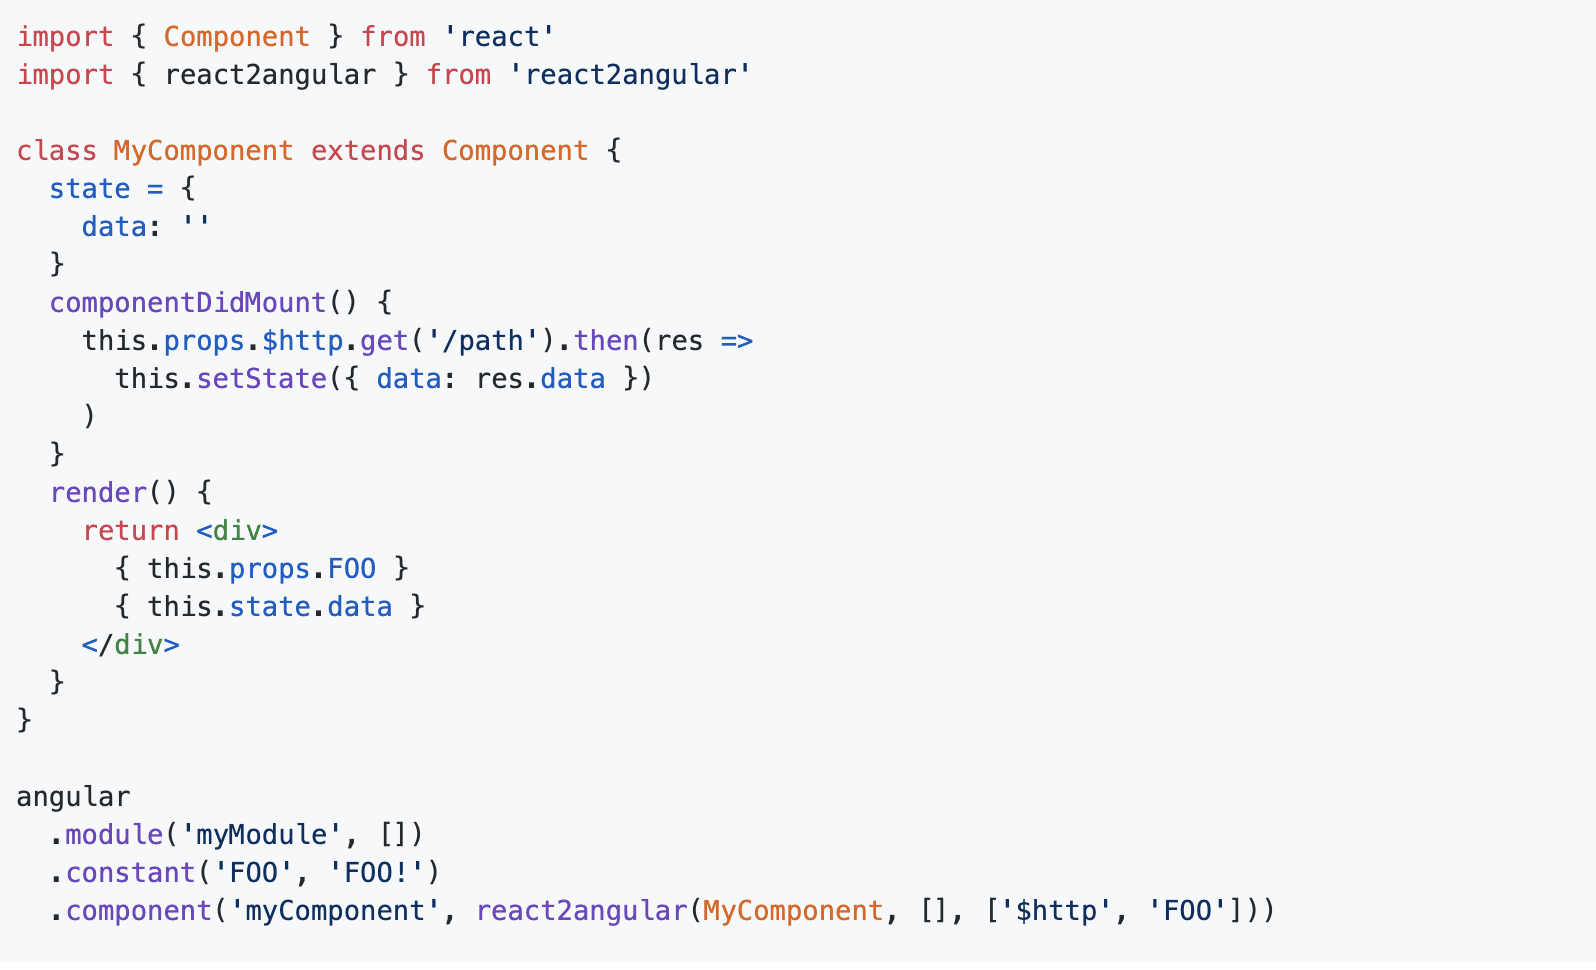 import { Component } from 'react'
import { react2angular } from 'react2angular'

class MyComponent extends Component {
  state = {
    data: ''
  }
  componentDidMount() {
    this.props.$http.get('/path').then(res =>
      this.setState({ data: res.data })
    )
  }
  render() {
    return <div>
      { this.props.FOO }
      { this.state.data }
    </div>
  }
}

angular
  .module('myModule', [])
  .constant('FOO', 'FOO!')
  .component('myComponent', react2angular(MyComponent, [], ['$http', 'FOO']))